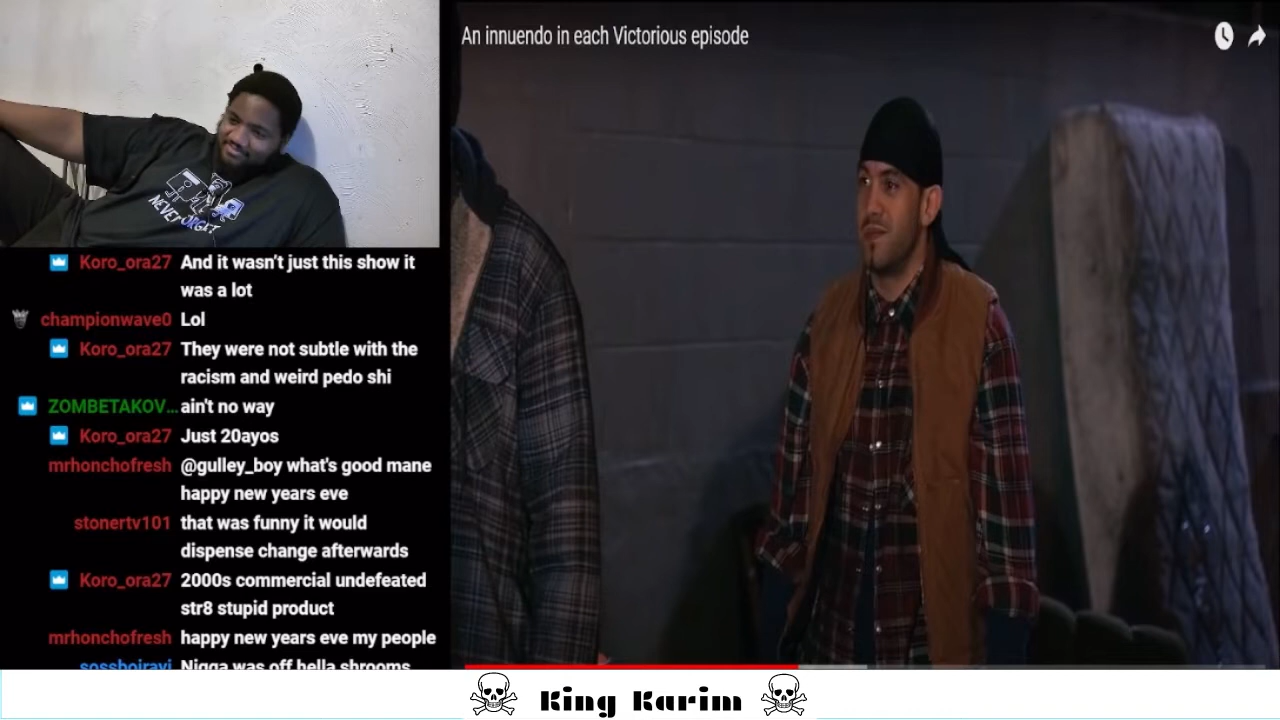 An innuendo in each Victorious episode
NEVER FORGET
Koro_ora27 And it wasn't just this show it
was a lot
championwave0 Lol
Koro_ora27 They were not subtle with the
racism and weird pedo shi
ZOMBETAKOV... ain't no way
Koro_ora27 Just 20ayos
mrhonchofresh @gulley_boy what's good mane
happy new years eve
stonertv101 that was funny it would
dispense change afterwards
Koro_ora27 2000s commercial undefeated
str8 stupid product
mrhonchofresh happy new years eve my people
sossboiravi Nigga was off hella shrooms
King Karim